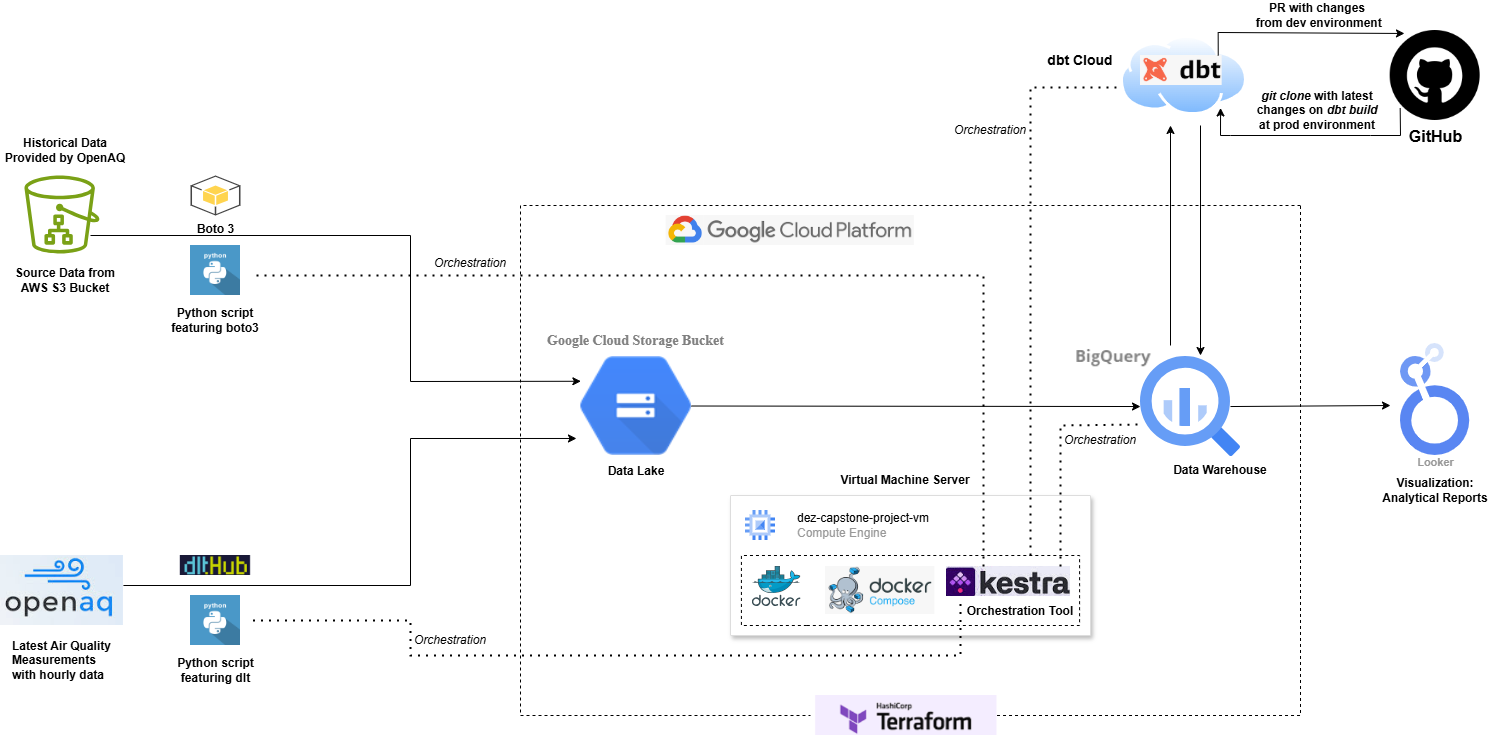 PR with changes
from dev environment
dbt Cloud
dbt
git clone with latest
changes on dbt build
at prod environment
GitHub
Orchestration
Historical Data
Provided by OpenAQ
Boto 3
python
Source Data from
AWS S3 Bucket
Python script
featuring boto3
Orchestration
Google Cloud Platform
Google Cloud Storage Bucket
Data Lake
BigQuery
Orchestration
Data Warehouse
Looker
Visualization:
Analytical Reports
Virtual Machine Server
dez-capstone-project-vm
Compute Engine
docker
docker
Compose
kestra
Orchestration Tool
openaq
dltHub
python
Latest Air Quality
Measurements
with hourly data
Python script
featuring dlt
Orchestration
HashiCorp
Terraform